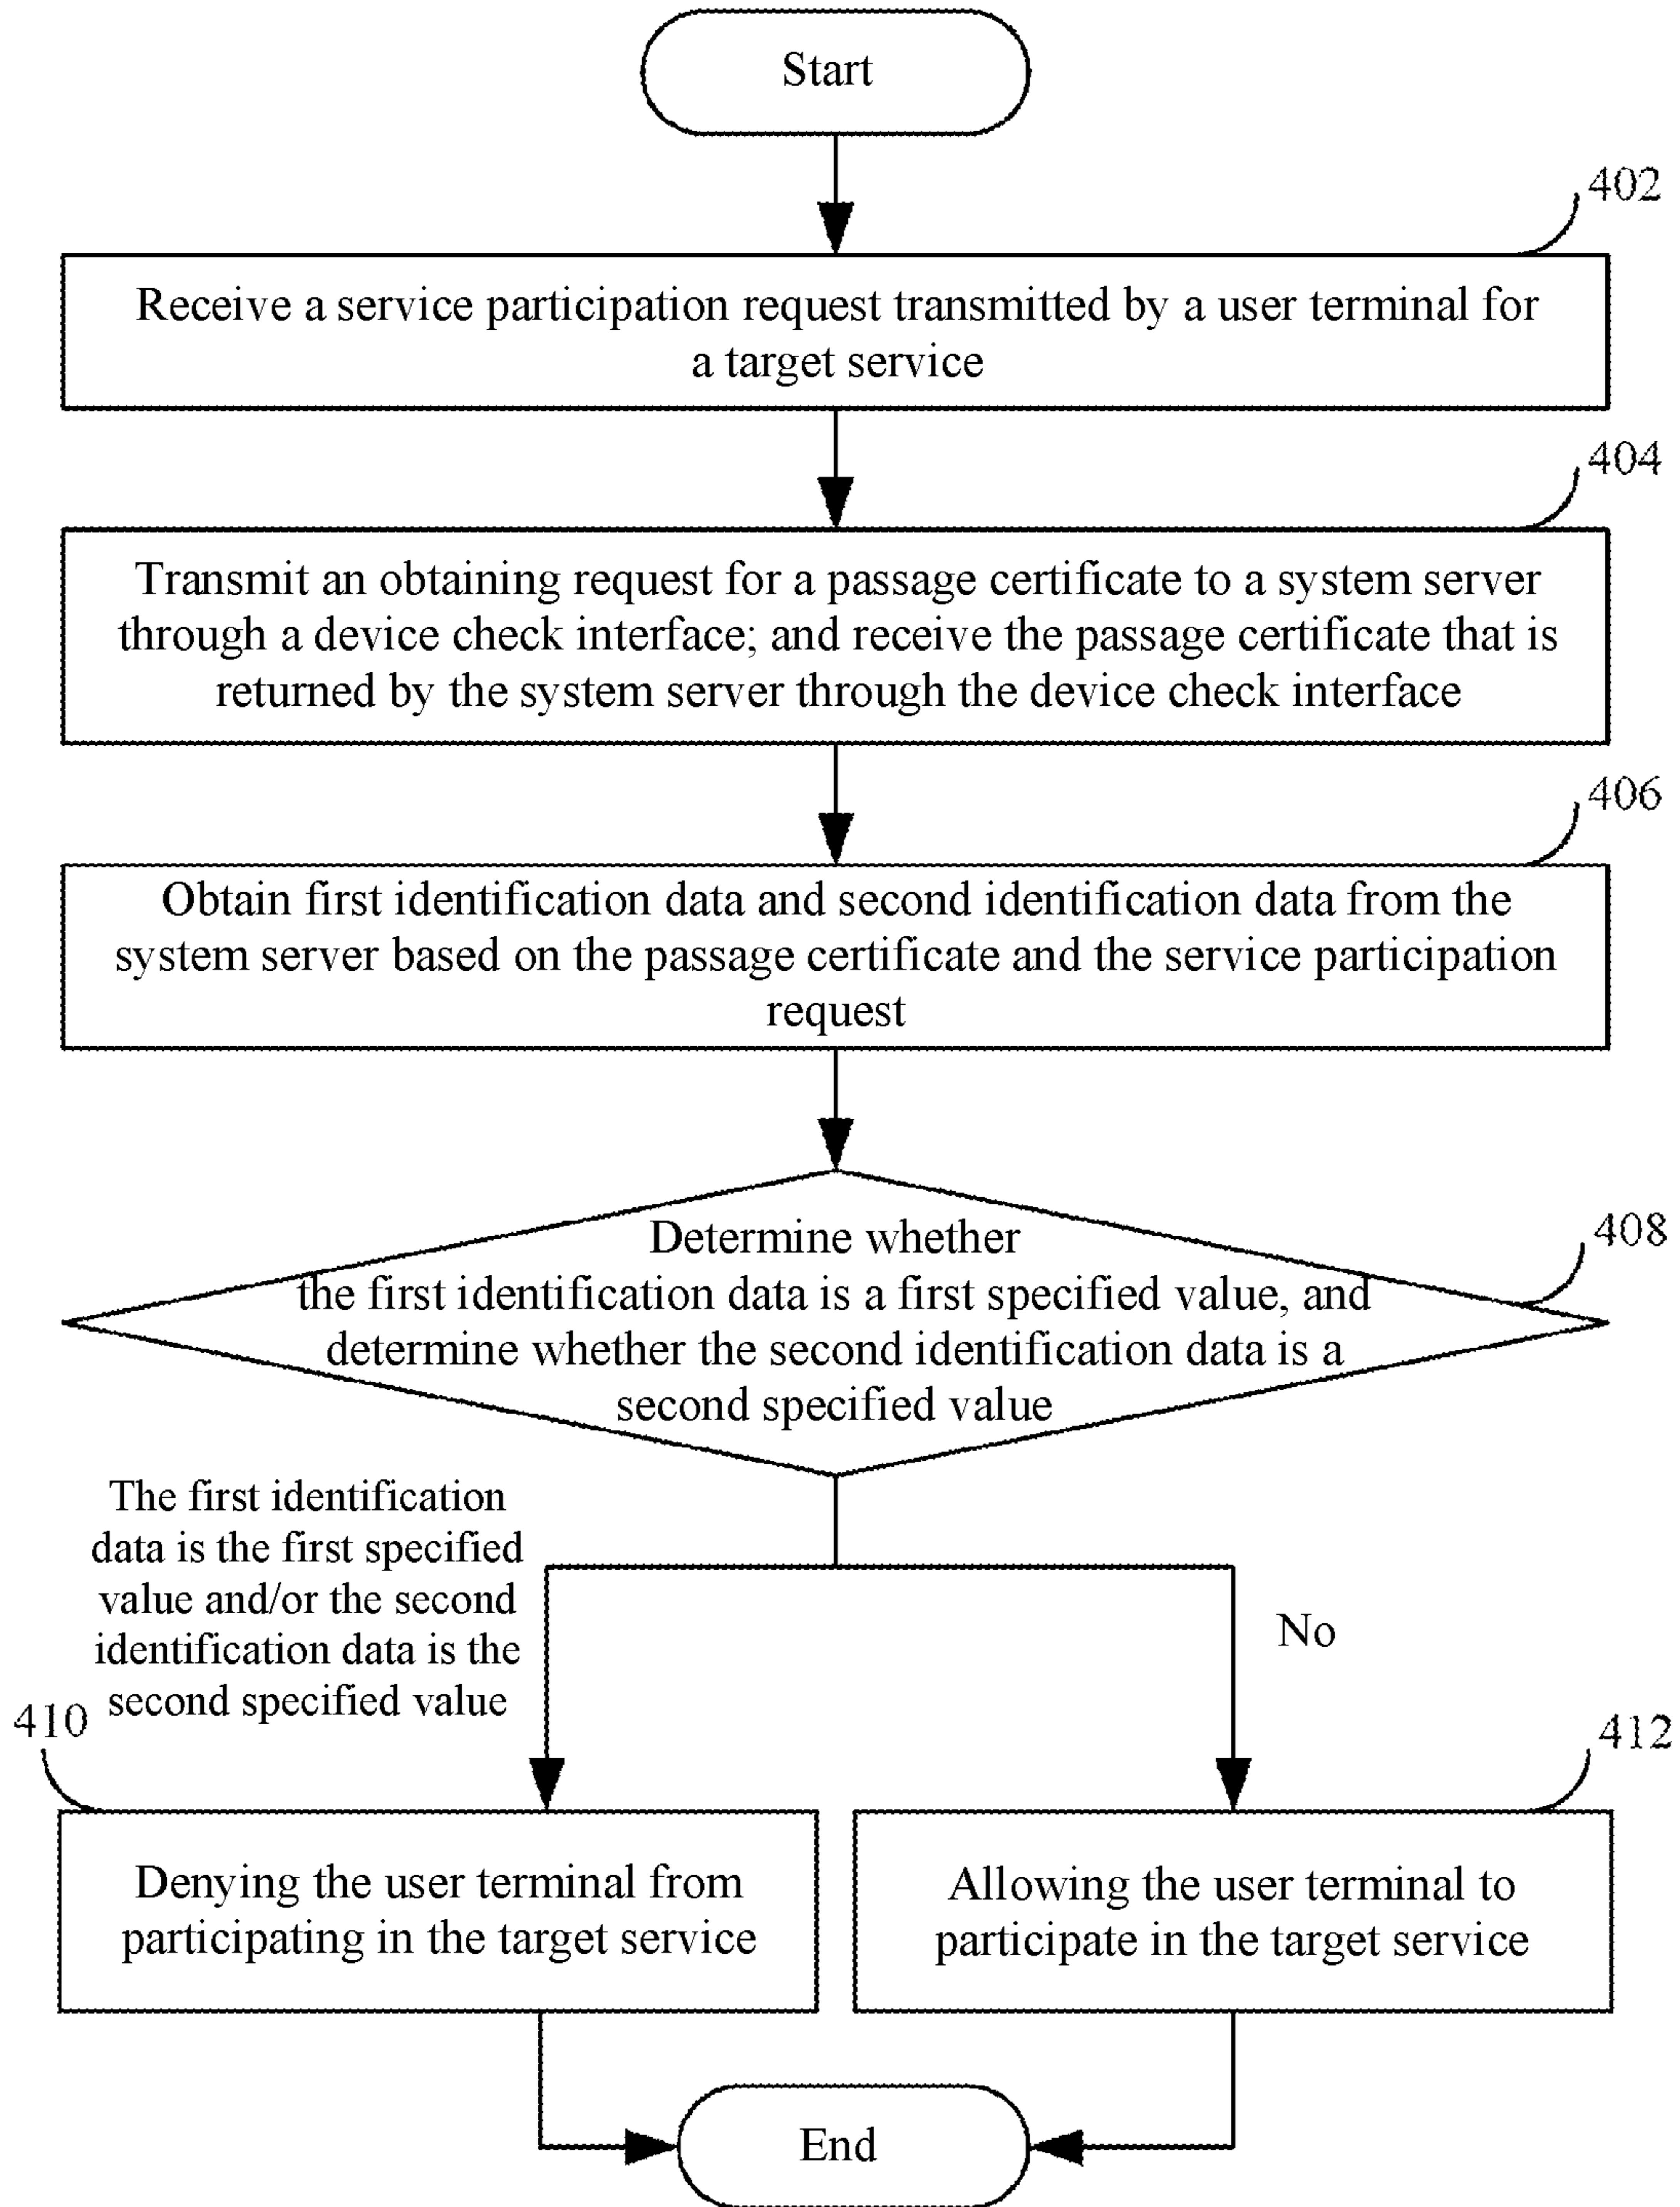 Start
402
Receive a service participation request transmitted by a user terminal for
a target service
404
Transmit an obtaining request for a passage certificate to a system server
through a device check interface; and receive the passage certificate that is
returned by the system server through the device check interface
406
Obtain first identification data and second identification data from the
system server based on the passage certificate and the service participation
request
408
Determine whether
the first identification data is a first specified value, and
determine whether the second identification data is a
second specified value
The first identification
data is the first specified
value and/or the second
identification data is the
second specified value
No
410
412
Denying the user terminal from
participating in the target service
Allowing the user terminal to
participate in the target service
End